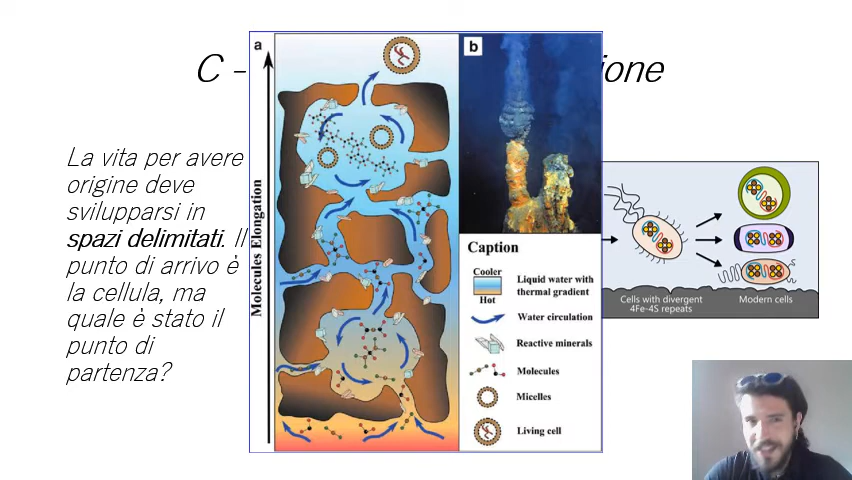 C –
ione
La vita per avere
origine deve
svilupparsi in
spazi delimitati. Il
punto di arrivo è
la cellula, ma
quale è stato il
punto di
partenza?
a
Molecules Elongation
b
Caption
Cooler
Hot
Liquid water with
thermal gradient
Water circulation
Reactive minerals
Molecules
Micelles
Living cell
Cells with divergent
4Fe-4S repeats
Modern cells